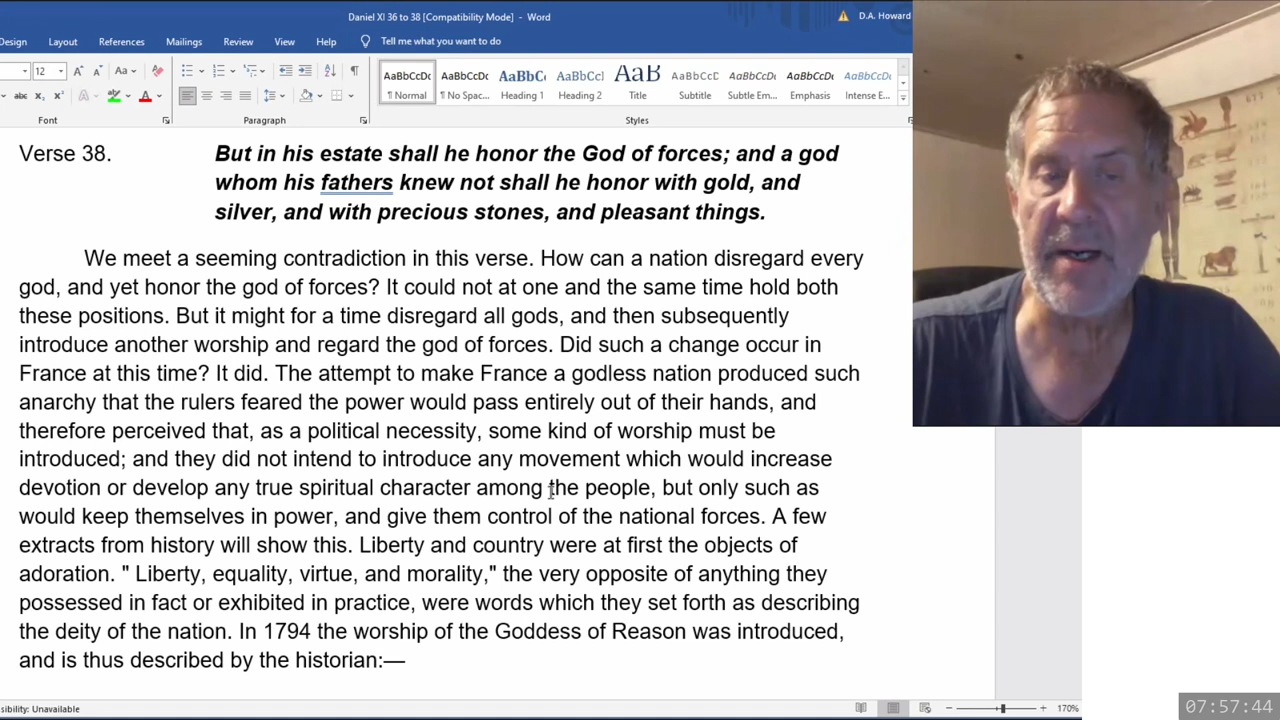 Daniel XI 36 to 38 [Compatibility Mode] - Word
D.A. Howard
Design Layout References Mailings Review View Help Tell me what you want to do
12 Aa
AaBbCcDc AaBbCcDc AaBbC AaBbCcl AaB AaBbCcD AaBbCcDc AaBbCcDc AaBbCcDc
¶ Normal ¶ No Spac... Heading 1 Heading 2 Title Subtitle Subtle Em... Emphasis Intense E...
Font Paragraph Styles
Verse 38. But in his estate shall he honor the God of forces; and a god
whom his fathers knew not shall he honor with gold, and
silver, and with precious stones, and pleasant things.
We meet a seeming contradiction in this verse. How can a nation disregard every
god, and yet honor the god of forces? It could not at one and the same time hold both
these positions. But it might for a time disregard all gods, and then subsequently
introduce another worship and regard the god of forces. Did such a change occur in
France at this time? It did. The attempt to make France a godless nation produced such
anarchy that the rulers feared the power would pass entirely out of their hands, and
therefore perceived that, as a political necessity, some kind of worship must be
introduced; and they did not intend to introduce any movement which would increase
devotion or develop any true spiritual character among the people, but only such as
would keep themselves in power, and give them control of the national forces. A few
extracts from history will show this. Liberty and country were at first the objects of
adoration. " Liberty, equality, virtue, and morality," the very opposite of anything they
possessed in fact or exhibited in practice, were words which they set forth as describing
the deity of the nation. In 1794 the worship of the Goddess of Reason was introduced,
and is thus described by the historian:—
sibility: Unavailable
170%
07:57:44